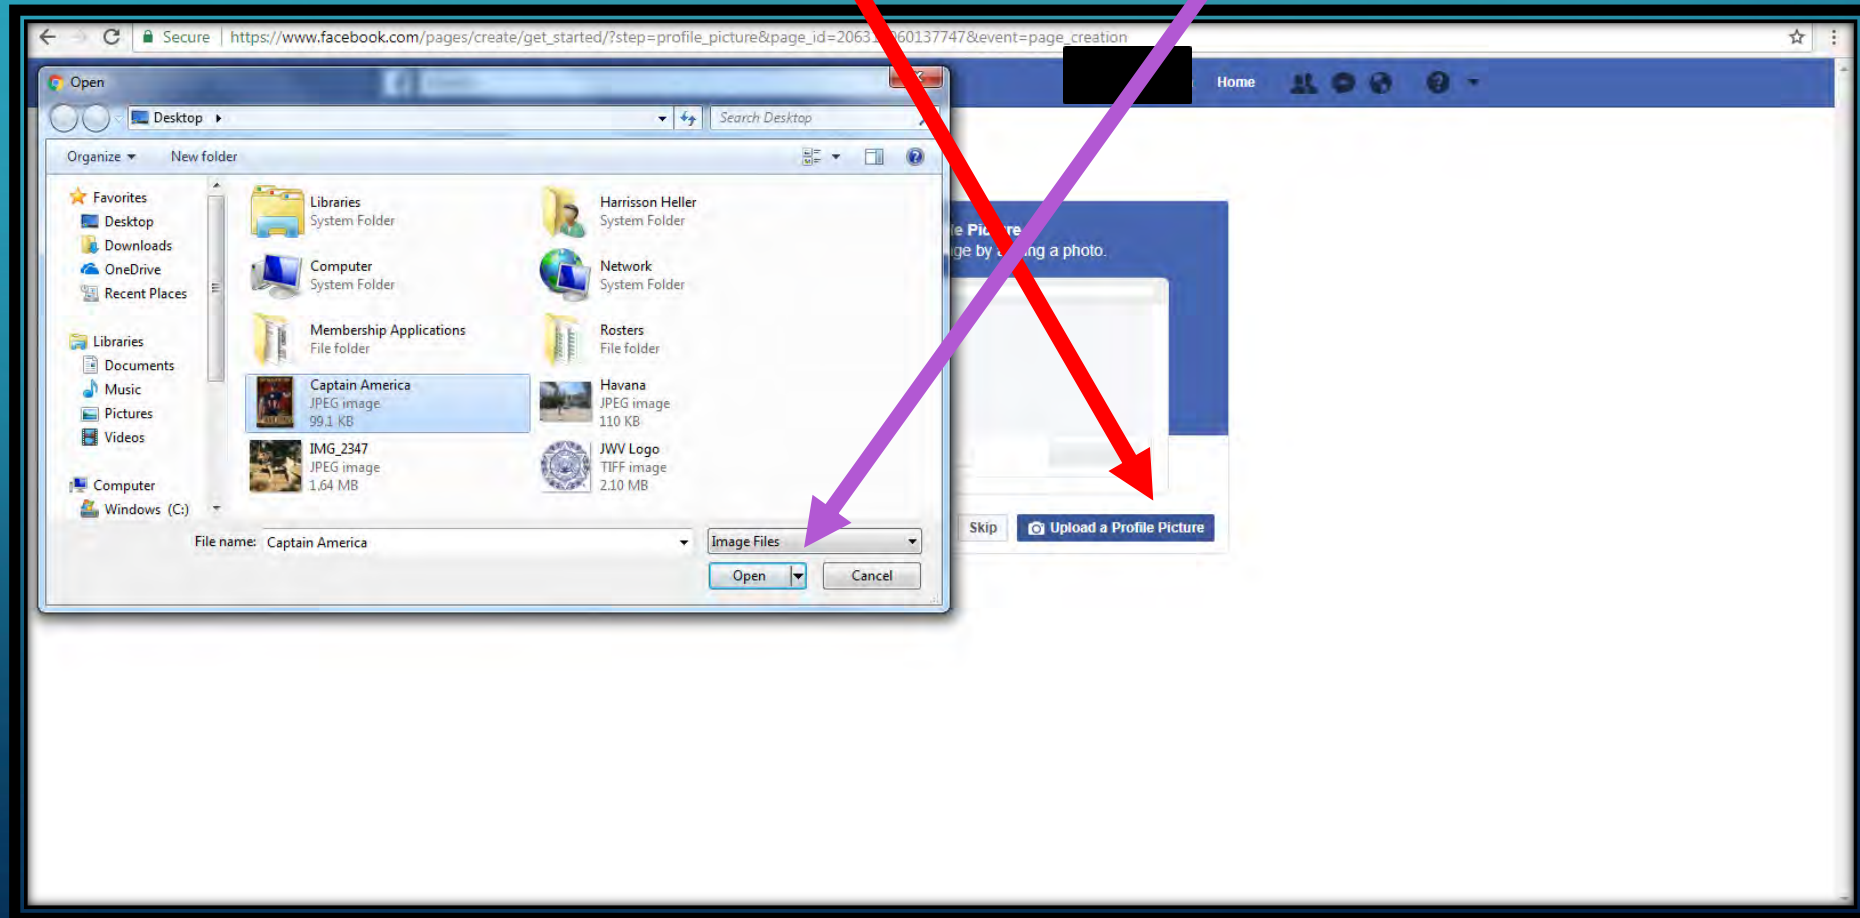 Secure | https://www.facebook.com/pages/create/get_started/?step=profile_picture&page_id=2063 60137747&event=page_creation
Open
Home
Desktop
Search Desktop
Organize
New folder
Favorites
Desktop
Downloads
OneDrive
Recent Places
Libraries
Documents
Music
Pictures
Videos
Computer
Windows (C:)
Libraries
System Folder
Harrisson Heller
System Folder
Computer
System Folder
Network
System Folder
Membership Applications
File folder
Rosters
File folder
Captain America
JPEG image
99.1 KB
Havana
JPEG image
110 KB
IMG_2347
JPEG image
1.64 MB
JWV Logo
TIFF image
2.10 MB
File name: Captain America
Image Files
Open
Cancel
Picture
by a photo.
Skip
Upload a Profile Picture